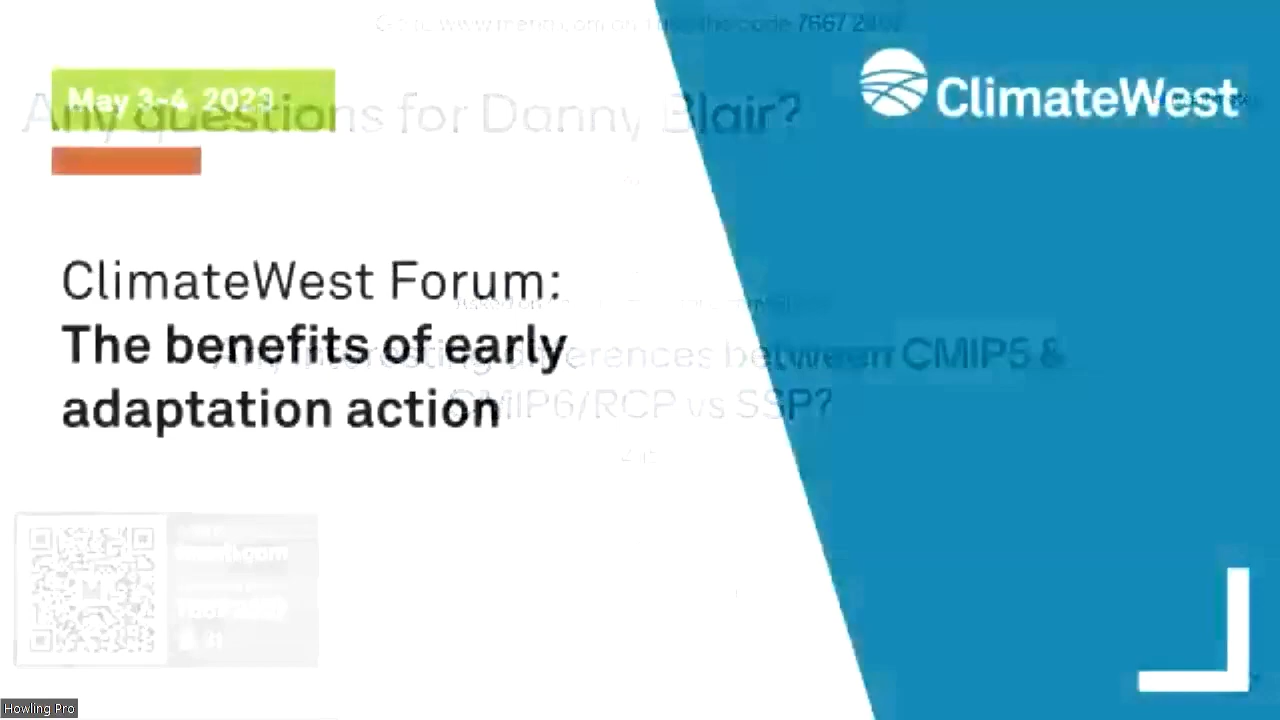 May 3-4 2023
ClimateWest
Any questions for Danny Blair?
ClimateWest Forum:
The benefits of early
adaptation action
Any interesting differences between CMIP5 &
CMIP6/RCP vs SSP?
Howling Pro